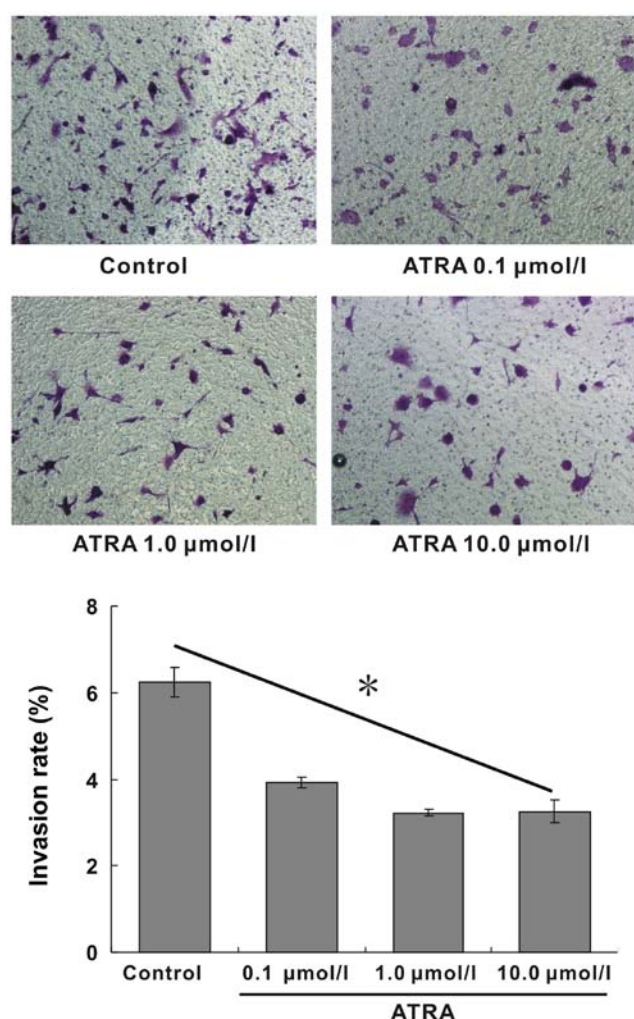 Control
ATRA 0.1 μmol/l
ATRA 1.0 μmol/l
ATRA 10.0 μmol/l
8
6
4
2
0
Invasion rate (%)
*
Control
0.1 μmol/l
1.0 μmol/l
10.0 μmol/l
ATRA